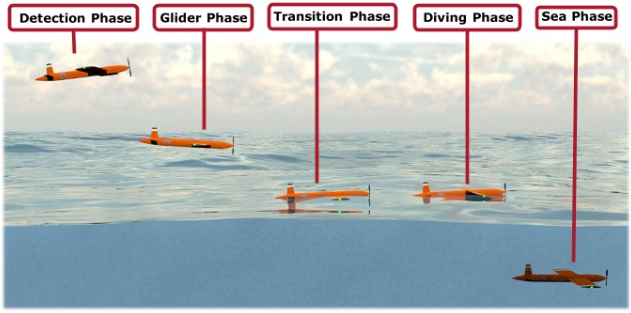 Detection Phase
Glider Phase
Transition Phase
Diving Phase
Sea Phase